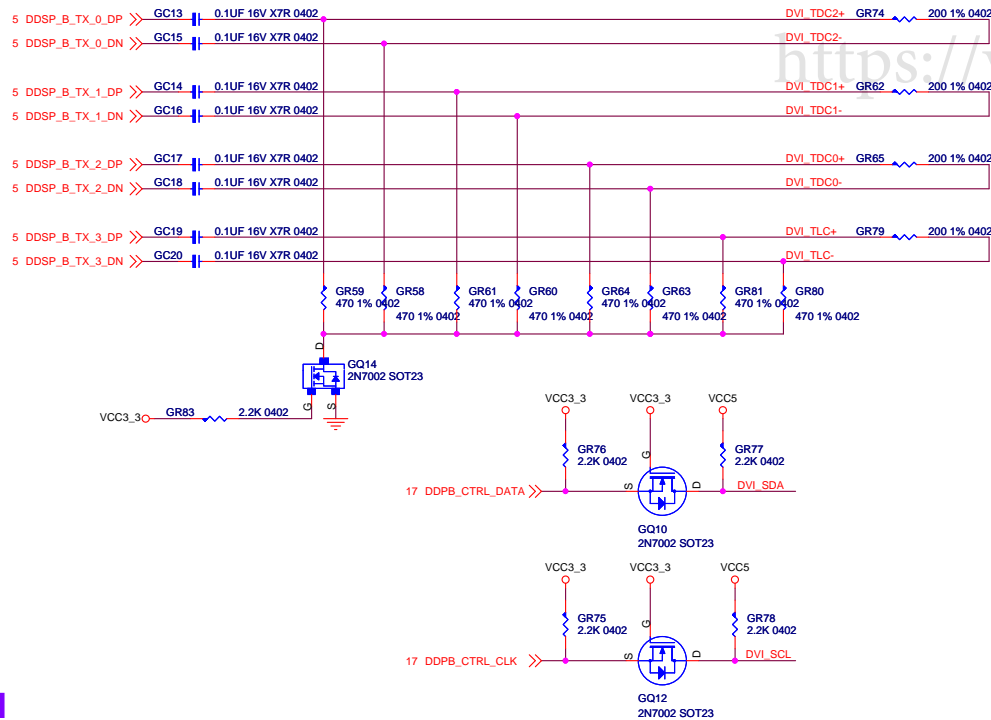 5 DDSP_B_TX_0_DP GC13 0.1UF 16V X7R 0402 DVI_TDC2+ GR74 200 1% 0402
5 DDSP_B_TX_0_DN GC15 0.1UF 16V X7R 0402 DVI_TDC2-
https://
5 DDSP_B_TX_1_DP GC14 0.1UF 16V X7R 0402 DVI_TDC1+ GR62 200 1% 0402
5 DDSP_B_TX_1_DN GC16 0.1UF 16V X7R 0402 DVI_TDC1-
5 DDSP_B_TX_2_DP GC17 0.1UF 16V X7R 0402 DVI_TDC0+ GR65 200 1% 0402
5 DDSP_B_TX_2_DN GC18 0.1UF 16V X7R 0402 DVI_TDC0-
5 DDSP_B_TX_3_DP GC19 0.1UF 16V X7R 0402 DVI_TLC+ GR79 200 1% 0402
5 DDSP_B_TX_3_DN GC20 0.1UF 16V X7R 0402 DVI_TLC-
GR59 GR58 GR61 GR60 GR64 GR63 GR81 GR80
470 1% 0402 470 1% 0402 470 1% 0402 470 1% 0402
470 1% 0402 470 1% 0402 470 1% 0402 470 1% 0402
D
GQ14
2N7002 SOT23
G S
VCC3_3 GR83 2.2K 0402
VCC3_3 VCC3_3 VCC5
GR76 GR77
2.2K 0402 2.2K 0402
G
17 DDPB_CTRL_DATA S D DVI_SDA
GQ10
2N7002 SOT23
VCC3_3 VCC3_3 VCC5
GR75 GR78
2.2K 0402 2.2K 0402
G
17 DDPB_CTRL_CLK S D DVI_SCL
GQ12
2N7002 SOT23